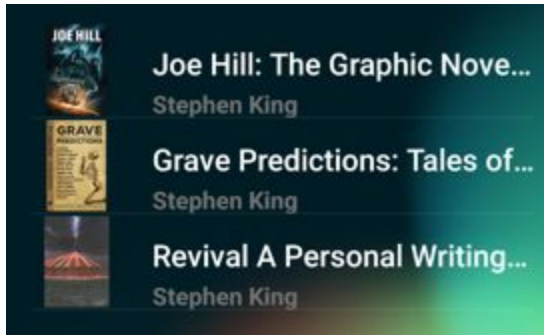 JOE HILL
Joe Hill: The Graphic Nove...
Stephen King
GRAVE
PREDICTIONS
Grave Predictions: Tales of...
Stephen King
Revival A Personal Writing...
Stephen King